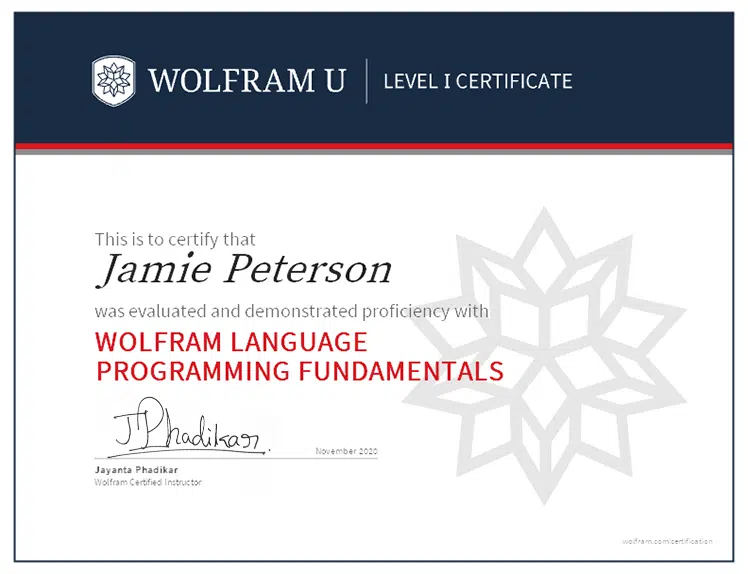 WOLFRAM U | LEVEL I CERTIFICATE
This is to certify that
Jamie Peterson
was evaluated and demonstrated proficiency with
WOLFRAM LANGUAGE
PROGRAMMING FUNDAMENTALS
JPhadikar
November 2020
Jayanta Phadikar
Wolfram Certified Instructor
wolfram.com/certification